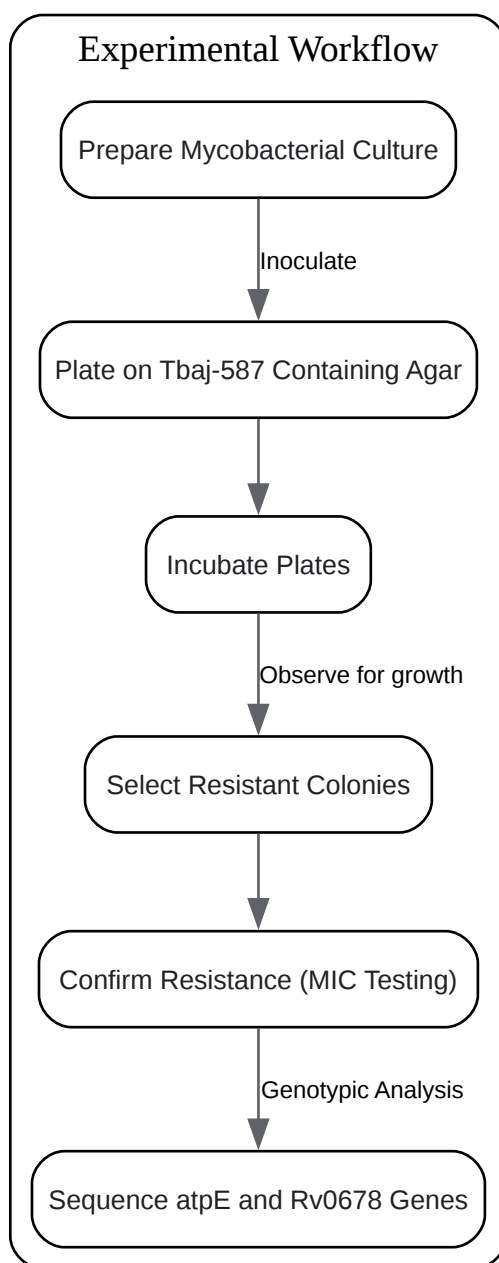 Experimental Workflow
Prepare Mycobacterial Culture
Inoculate
Plate on Tbaj-587 Containing Agar
Incubate Plates
Observe for growth
Select Resistant Colonies
Confirm Resistance (MIC Testing)
Genotypic Analysis
Sequence atpE and Rv0678 Genes